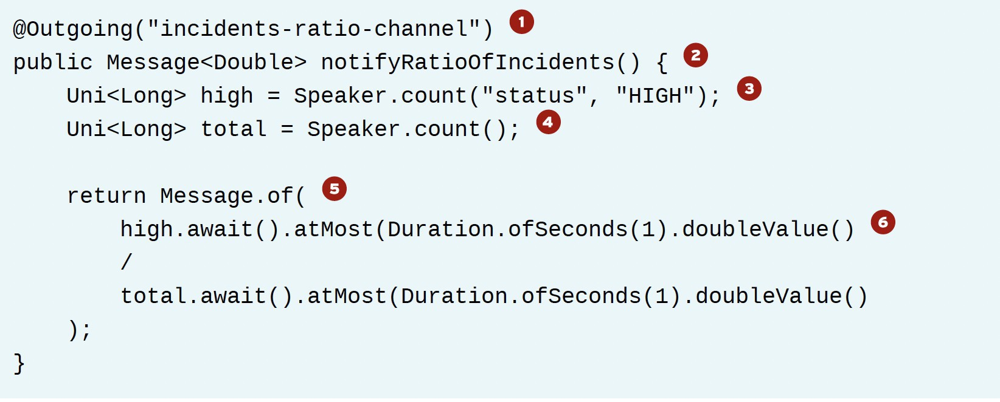 @Outgoing("incidents-ratio-channel") 1
public Message<Double> notifyRatioOfIncidents() { 2
    Uni<Long> high = Speaker.count("status", "HIGH"); 3
    Uni<Long> total = Speaker.count(); 4
    return Message.of( 5
        high.await().atMost(Duration.ofSeconds(1).doubleValue() 6
        /
        total.await().atMost(Duration.ofSeconds(1).doubleValue()
    );
}